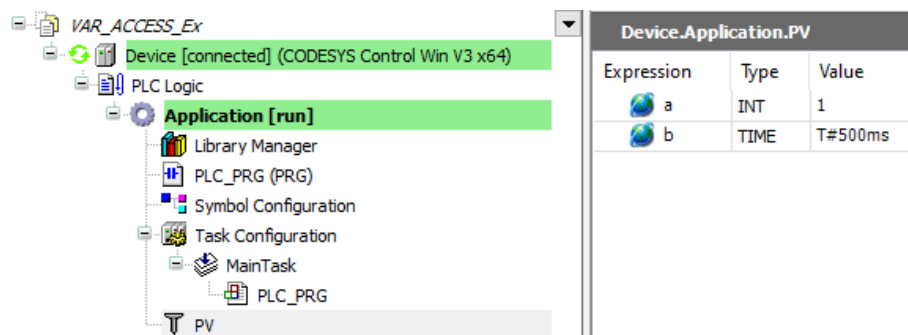 VAR_ACCESS_Ex
Device [connected] (CODESYS Control Win V3 x64)
PLC Logic
Application [run]
Library Manager
PLC_PRG (PRG)
Symbol Configuration
Task Configuration
MainTask
PLC_PRG
PV
Device.Application.PV
Expression Type Value
a INT 1
b TIME T#500ms